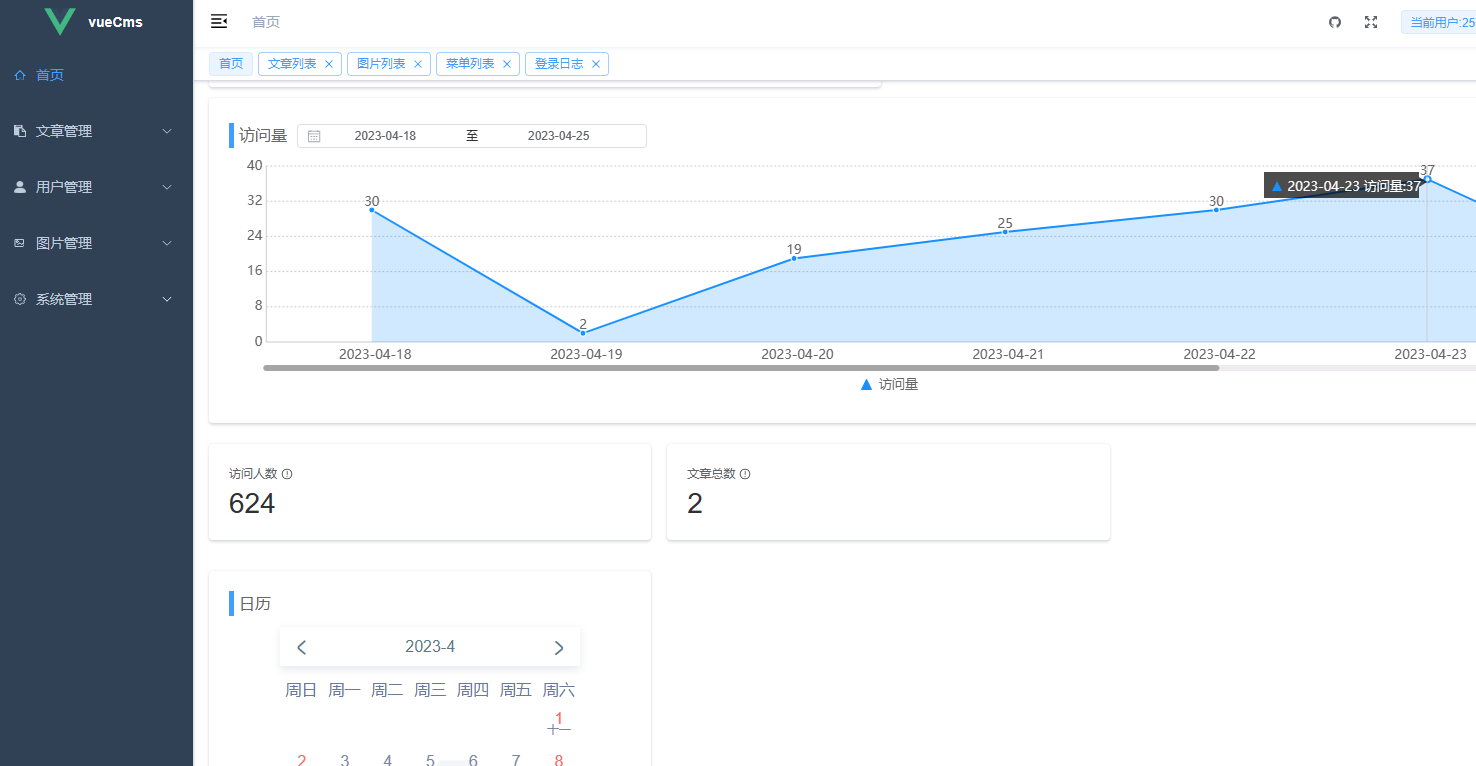 vueCms
首页
文章管理
用户管理
图片管理
系统管理
首页
当前用户:25
首页 文章列表 图片列表 菜单列表 登录日志
访问量 2023-04-18 至 2023-04-25
40
32
24
16
8
0
30
2
19
25
30
37
2023-04-23 访问量:37
2023-04-18 2023-04-19 2023-04-20 2023-04-21 2023-04-22 2023-04-23
访问量
访问人数
624
文章总数
2
日历
2023-4
周日 周一 周二 周三 周四 周五 周六
1
十一
2 3 4 5 6 7 8